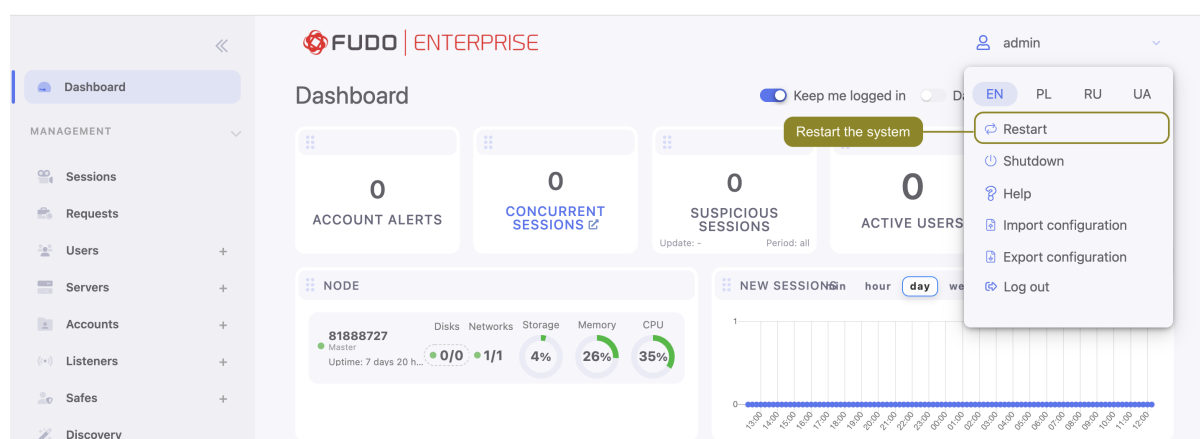 FUDO ENTERPRISE
admin
Dashboard
Dashboard
Keep me logged in
EN PL RU UA
MANAGEMENT
Restart the system
Restart
Shutdown
Help
Import configuration
Export configuration
Log out
Sessions
Requests
Users +
Servers +
Accounts +
Listeners +
Safes +
Discovery
0
ACCOUNT ALERTS
0
CONCURRENT
SESSIONS
0
SUSPICIOUS
SESSIONS
Update: - Period: all
0
ACTIVE USERS
NODE
81888727
Master
Uptime: 7 days 20 h...
Disks Networks Storage Memory CPU
0/0 1/1 4% 26% 35%
NEW SESSIONS
hour day we
1
0
13:00 14:00 15:00 16:00 17:00 18:00 19:00 20:00 21:00 22:00 23:00 00:00 01:00 02:00 03:00 04:00 05:00 06:00 07:00 08:00 09:00 10:00 11:00 12:00